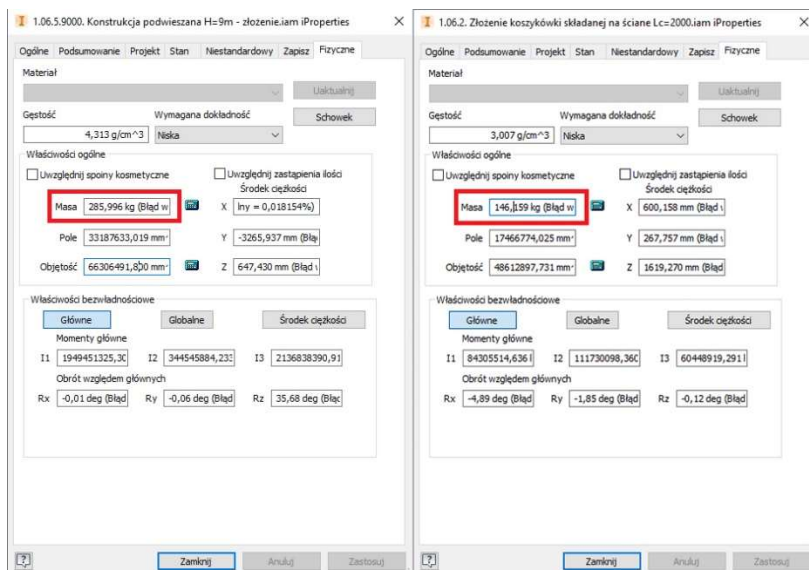 1.06.5.9000. Konstrukcja podwieszana H=9m - złożenie.iam iProperties
Ogólne Podsumowanie Projekt Stan Niestandardowy Zapisz Fizyczne
Materiał
Uaktualnij
Gęstość Wymagana dokładność
4,313 g/cm^3 Niska Schowek
Właściwości ogólne
Uwzględnij spoiny kosmetyczne Uwzględnij zastąpienia ilości
Środek ciężkości
Masa 285,996 kg (Błąd w X lny = 0,018154%)
Pole 33187633,019 mm Y -3265,937 mm (Błą
Objętość 66306491,800 mm Z 647,430 mm (Błąd
Właściwości bezwładnościowe
Główne Globalne Środek ciężkości
Momenty główne
I1 1949451325,30 I2 344545884,233 I3 2136838390,91
Obrót względem głównych
Rx -0,01 deg (Błąd Ry -0,06 deg (Błąd Rz 35,68 deg (Błąd
Zamknij Anuluj Zastosuj
1.06.2. Złożenie koszykówki składanej na ściane Lc=2000.iam iProperties
Ogólne Podsumowanie Projekt Stan Niestandardowy Zapisz Fizyczne
Materiał
Uaktualnij
Gęstość Wymagana dokładność
3,007 g/cm^3 Niska Schowek
Właściwości ogólne
Uwzględnij spoiny kosmetyczne Uwzględnij zastąpienia ilości
Środek ciężkości
Masa 146,159 kg (Błąd w X 600,158 mm (Błąd
Pole 17466774,025 mm Y 267,757 mm (Błąd
Objętość 48612897,731 mm Z 1619,270 mm (Błąd
Właściwości bezwładnościowe
Główne Globalne Środek ciężkości
Momenty główne
I1 84305514,636 I2 111730098,360 I3 60448919,291
Obrót względem głównych
Rx -4,89 deg (Błąd Ry -1,85 deg (Błąd Rz -0,12 deg (Błąd
Zamknij Anuluj Zastosuj